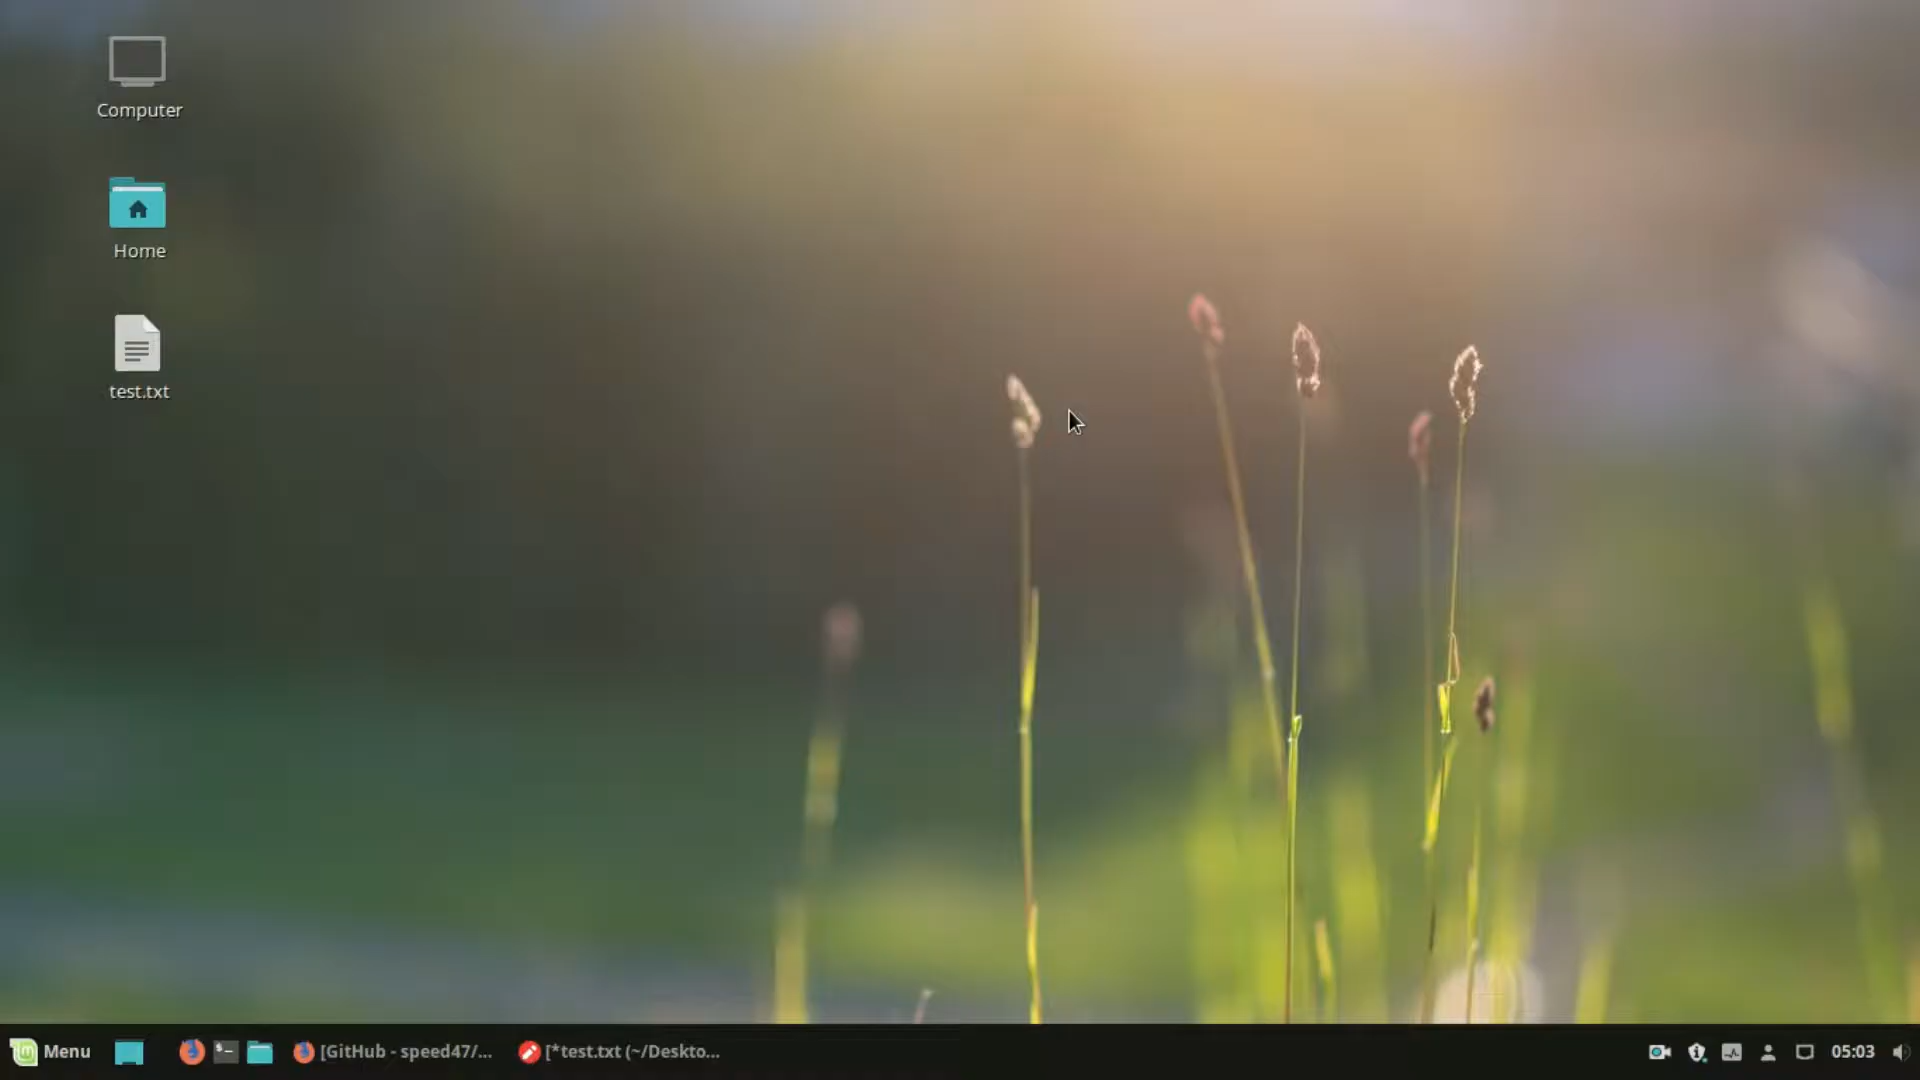 Computer
Home
test.txt
Menu
[GitHub - speed47/...
[*test.txt (~/Deskto...
05:03